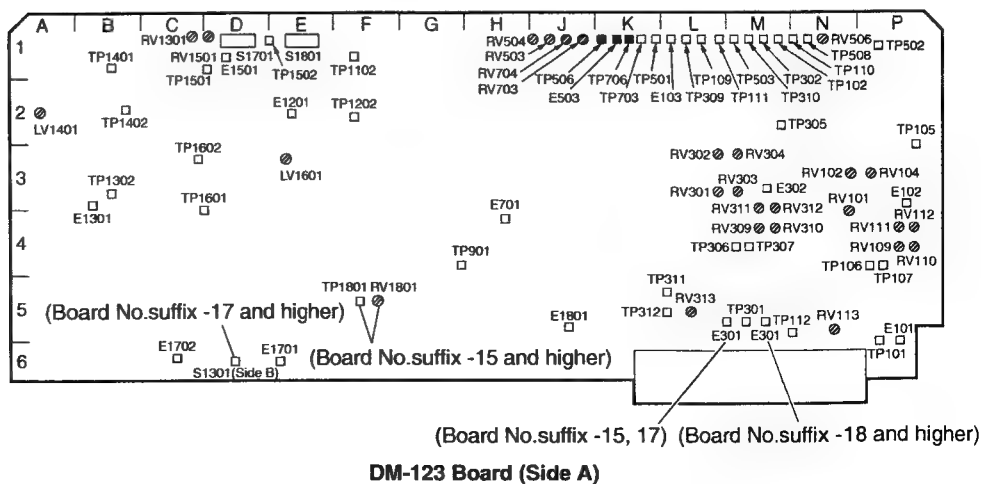 A B C D E F G H J K L M N P
1
RV1301 S1701 S1801 RV504 RV506 TP502
TP1401 RV1501 E1501 TP1502 TP1102 RV503 TP508
TP1501 RV704 TP506 TP706 TP501 TP109 TP503 TP302 TP110
RV703 E503 TP703 E103 TP309 TP111 TP310 TP102
2
LV1401 TP1402 E1201 TP1202 TP305 TP105
TP1602 LV1601 RV302 RV304
3
TP1302 RV303 RV102 RV104
E1301 TP1601 E701 RV301 E302 RV101 E102
RV311 RV312 RV112
4
RV309 RV310 RV111
TP901 TP306 TP307 RV109 RV110
TP106 TP107
TP1801 RV1801 TP311
5
(Board No.suffix -17 and higher) E1801 TP312 RV313 TP301 TP112 RV113 E101
E301 E301 TP101
6
E1702 S1301(Side B) E1701 (Board No.suffix -15 and higher)
(Board No.suffix -15, 17) (Board No.suffix -18 and higher)
DM-123 Board (Side A)